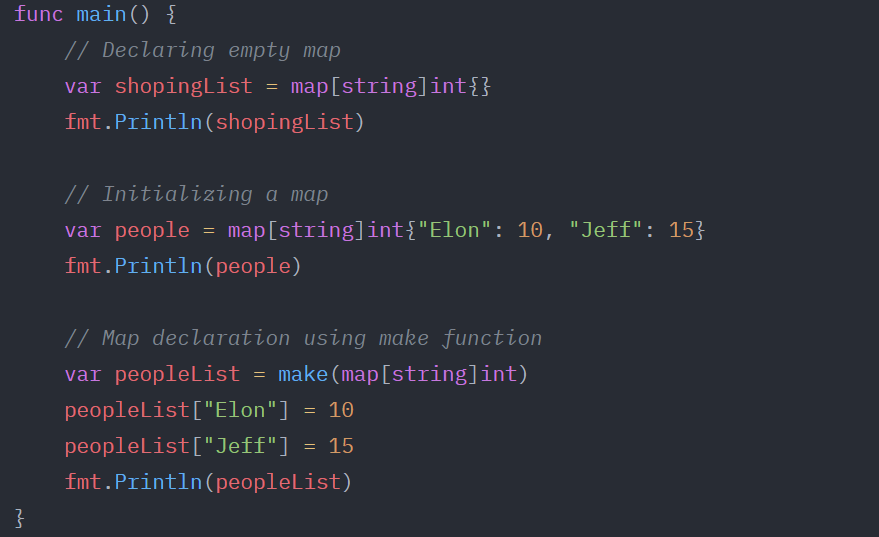 func main() {
// Declaring empty map
var shopingList = map[string]int{}
fmt.Println(shopingList)
// Initializing a map
var people = map[string]int{"Elon": 10, "Jeff": 15}
fmt.Println(people)
// Map declaration using make function
var peopleList = make(map[string]int)
peopleList["Elon"] = 10
peopleList["Jeff"] = 15
fmt.Println(peopleList)
}